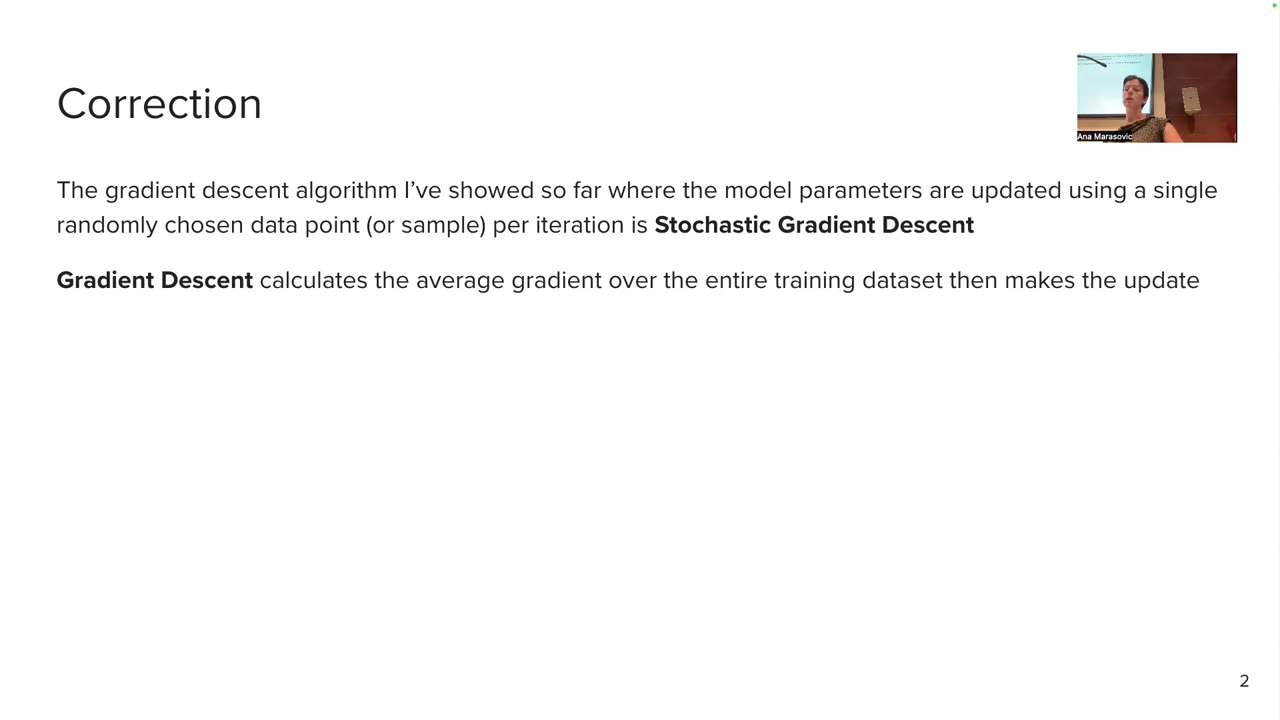 Correction
Ana Marasovic
The gradient descent algorithm I’ve showed so far where the model parameters are updated using a single
randomly chosen data point (or sample) per iteration is Stochastic Gradient Descent
Gradient Descent calculates the average gradient over the entire training dataset then makes the update
2